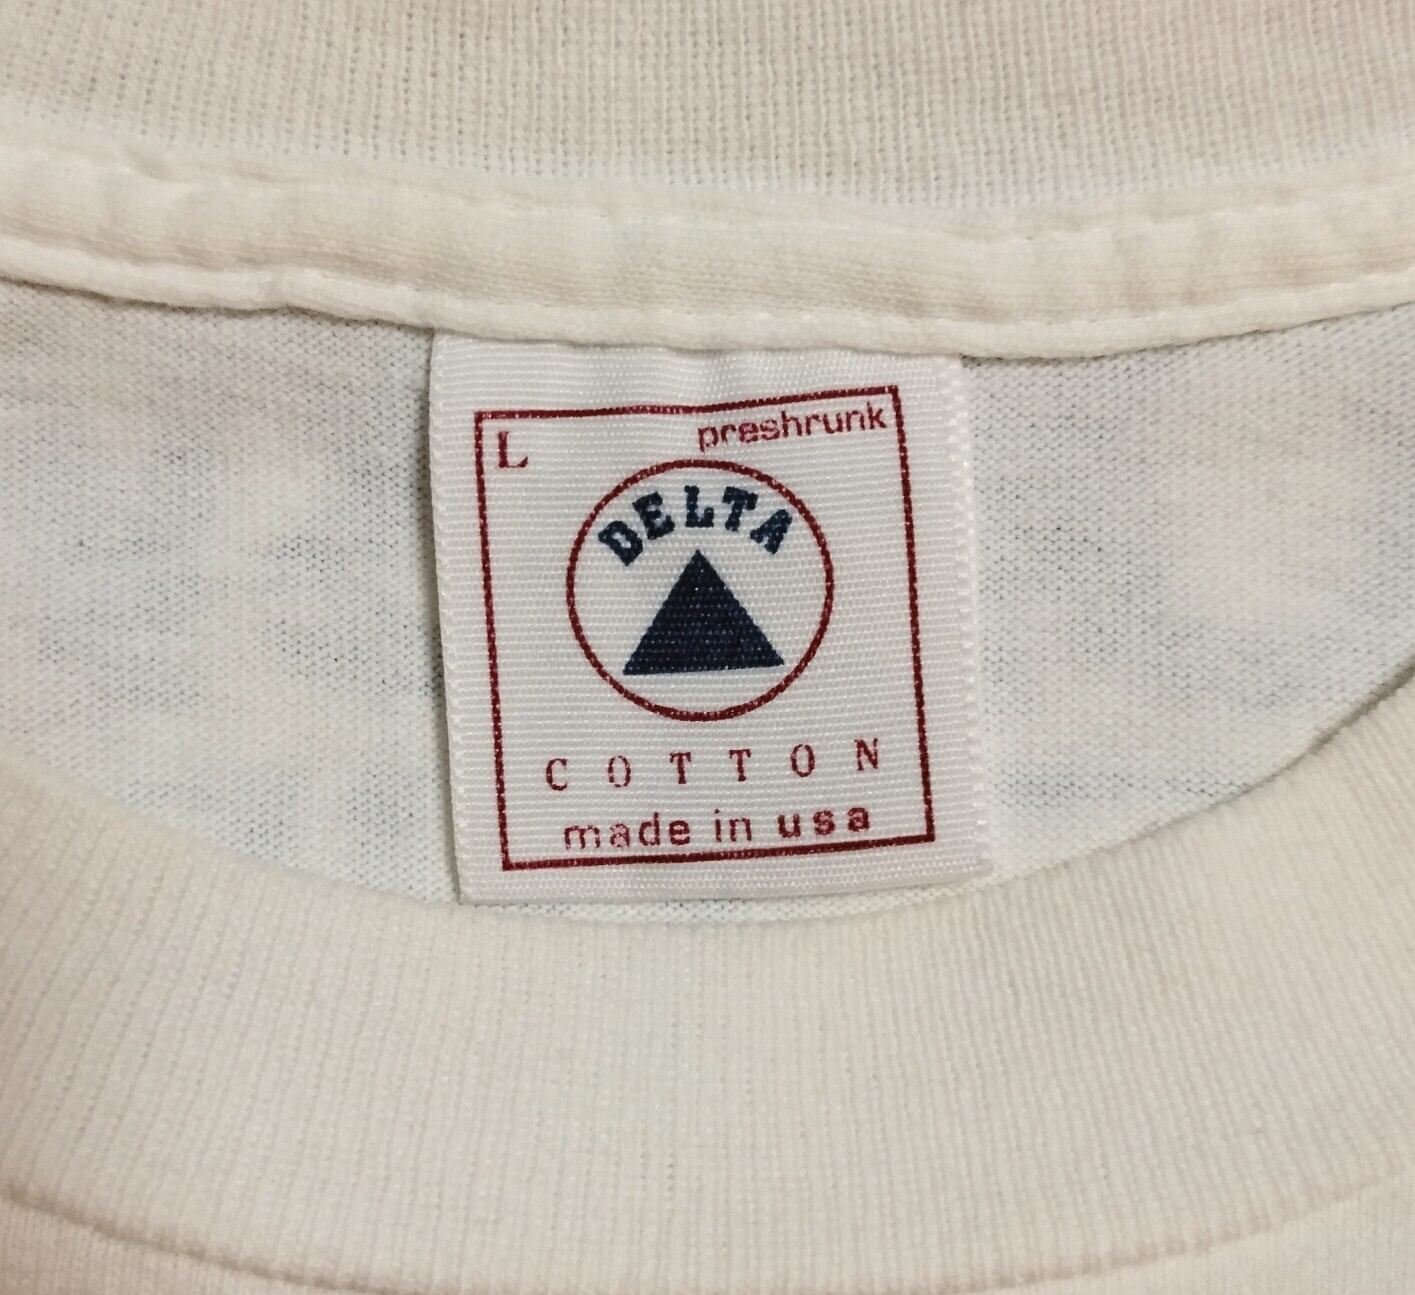 L preshrunk
DELTA
COTTON
made in usa